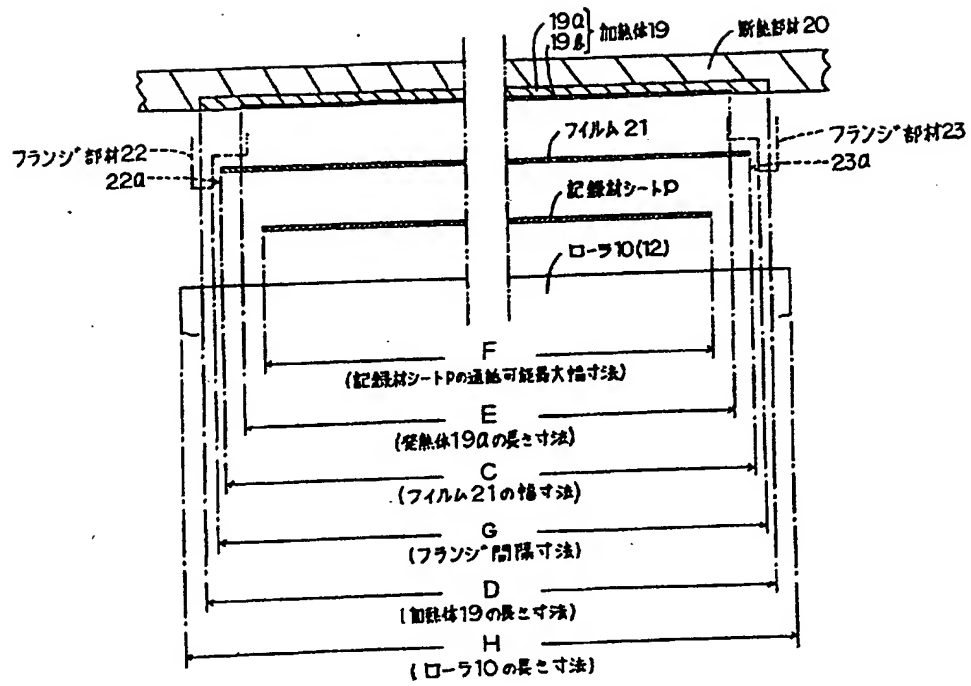 19a
19b } 加熱体19
断熱部材20
フランジ部材22
22a
フイルム21
フランジ部材23
23a
記録材シートP
ローラ10(12)
F
(記録材シートPの通紙可能最大幅寸法)
E
(発熱体19aの長さ寸法)
C
(フイルム21の幅寸法)
G
(フランジ間隔寸法)
D
(加熱体19の長さ寸法)
H
(ローラ10の長さ寸法)